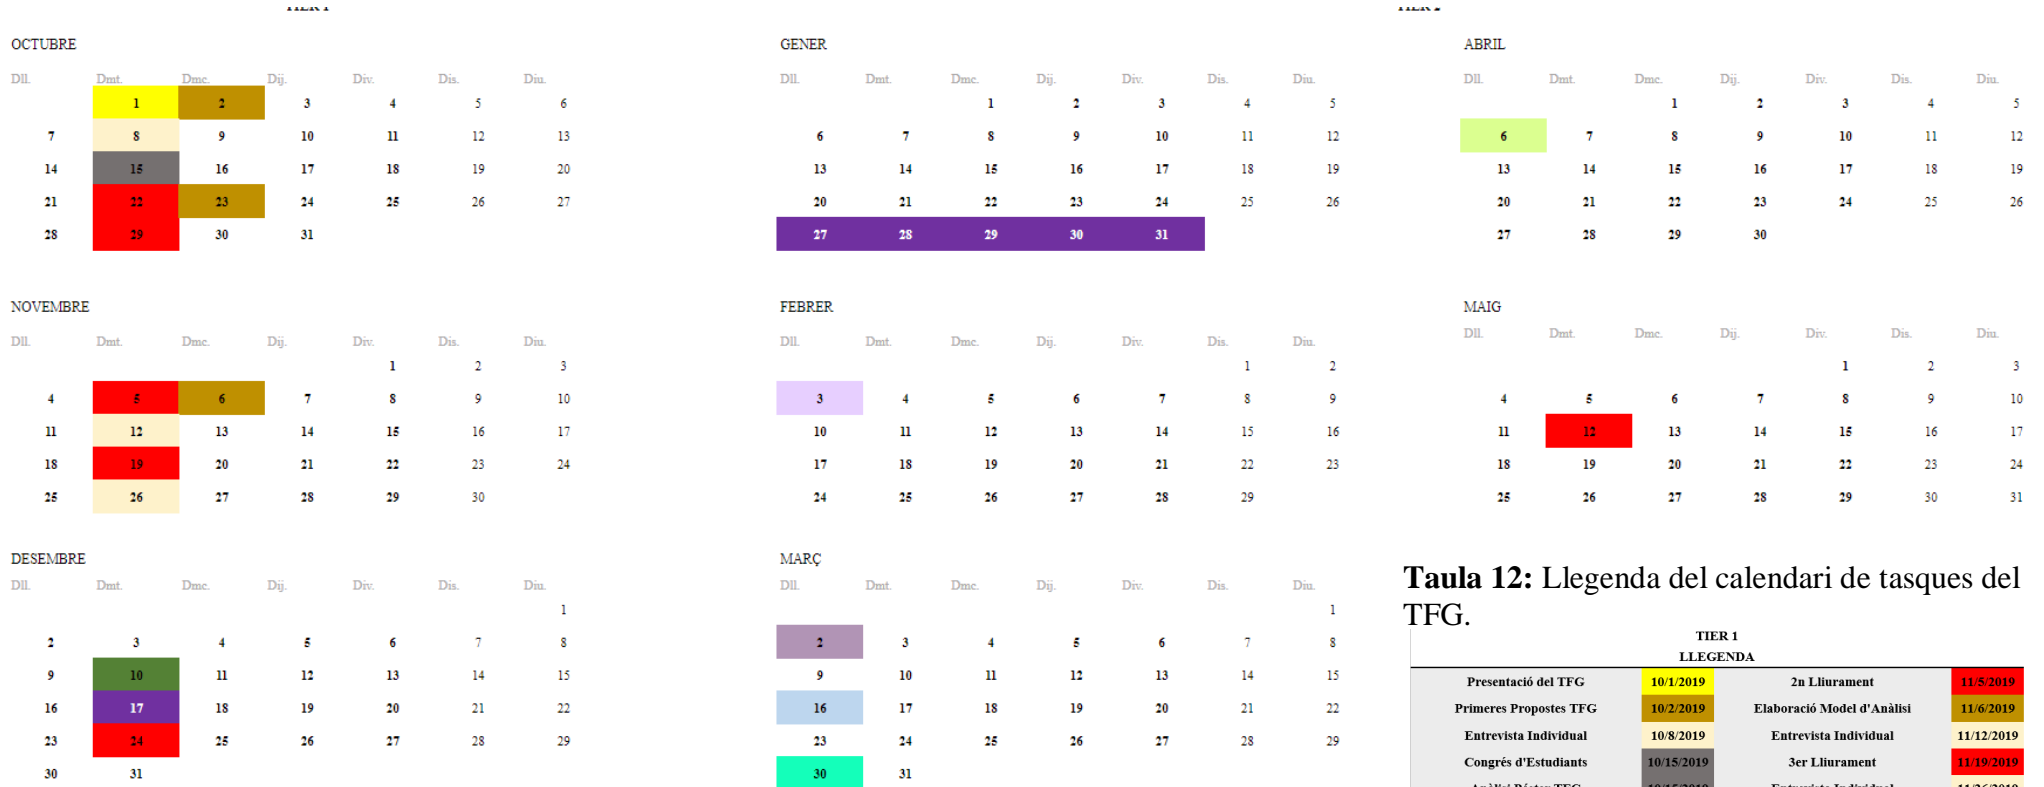 OCTUBRE
Dll. Dmt. Dmc. Dij. Div. Dis. Diu.
1 2 3 4 5 6
7 8 9 10 11 12 13
14 15 16 17 18 19 20
21 22 23 24 25 26 27
28 29 30 31
NOVEMBRE
Dll. Dmt. Dmc. Dij. Div. Dis. Diu.
1 2 3
4 5 6 7 8 9 10
11 12 13 14 15 16 17
18 19 20 21 22 23 24
25 26 27 28 29 30
DESEMBRE
Dll. Dmt. Dmc. Dij. Div. Dis. Diu.
1
2 3 4 5 6 7 8
9 10 11 12 13 14 15
16 17 18 19 20 21 22
23 24 25 26 27 28 29
30 31
GENER
Dll. Dmt. Dmc. Dij. Div. Dis. Diu.
1 2 3 4 5
6 7 8 9 10 11 12
13 14 15 16 17 18 19
20 21 22 23 24 25 26
27 28 29 30 31
FEBRER
Dll. Dmt. Dmc. Dij. Div. Dis. Diu.
1 2
3 4 5 6 7 8 9
10 11 12 13 14 15 16
17 18 19 20 21 22 23
24 25 26 27 28 29
MARÇ
Dll. Dmt. Dmc. Dij. Div. Dis. Diu.
1
2 3 4 5 6 7 8
9 10 11 12 13 14 15
16 17 18 19 20 21 22
23 24 25 26 27 28 29
30 31
ABRIL
Dll. Dmt. Dmc. Dij. Div. Dis. Diu.
1 2 3 4 5
6 7 8 9 10 11 12
13 14 15 16 17 18 19
20 21 22 23 24 25 26
27 28 29 30
MAIG
Dll. Dmt. Dmc. Dij. Div. Dis. Diu.
1 2 3
4 5 6 7 8 9 10
11 12 13 14 15 16 17
18 19 20 21 22 23 24
25 26 27 28 29 30 31
Taula 12: Llegenda del calendari de tasques del
TFG.
TIER 1
LLEGENDA
Presentació del TFG 10/1/2019 2n Lliurament 11/5/2019
Primeres Propostes TFG 10/2/2019 Elaboració Model d'Anàlisi 11/6/2019
Entrevista Individual 10/8/2019 Entrevista Individual 11/12/2019
Congrés d'Estudiants 10/15/2019 3er Lliurament 11/19/2019